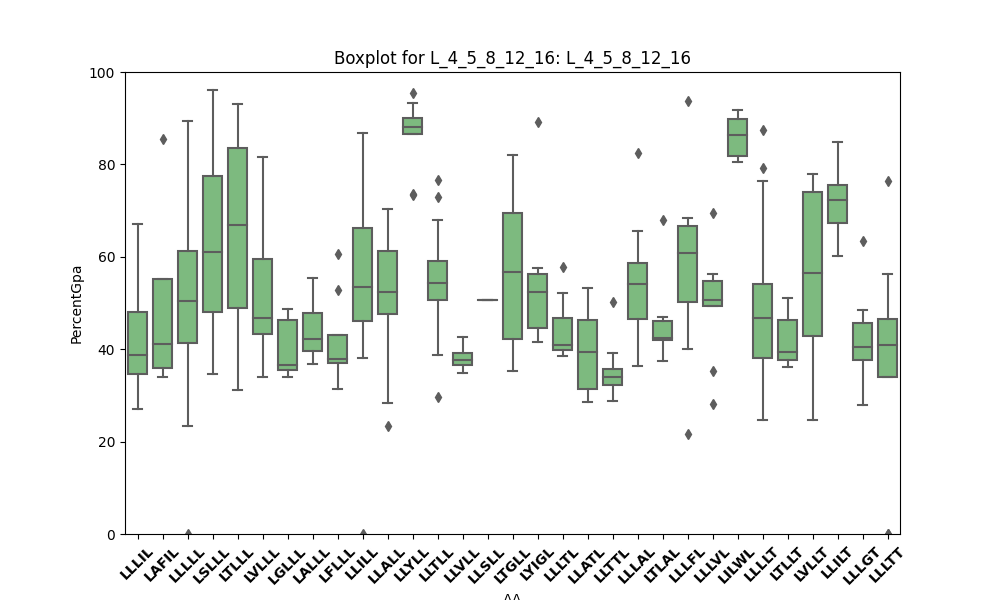 Boxplot for L_4_5_8_12_16: L_4_5_8_12_16
PercentGpa
100
80
60
40
20
0
LLLIL
LAFIL
LLLLL
LSLLL
LTLLL
LVLLL
LGLLL
LALLL
LFLLL
LLILL
LLALL
LLYLL
LLTLL
LLVLL
LLSLL
LTGLL
LYIGL
LLLTL
LLATL
LLTTL
LLLAL
LTLAL
LLLFL
LLLVL
LILWL
LLLLT
LTLLT
LVLLT
LLILT
LLLGT
LLLTT
AA